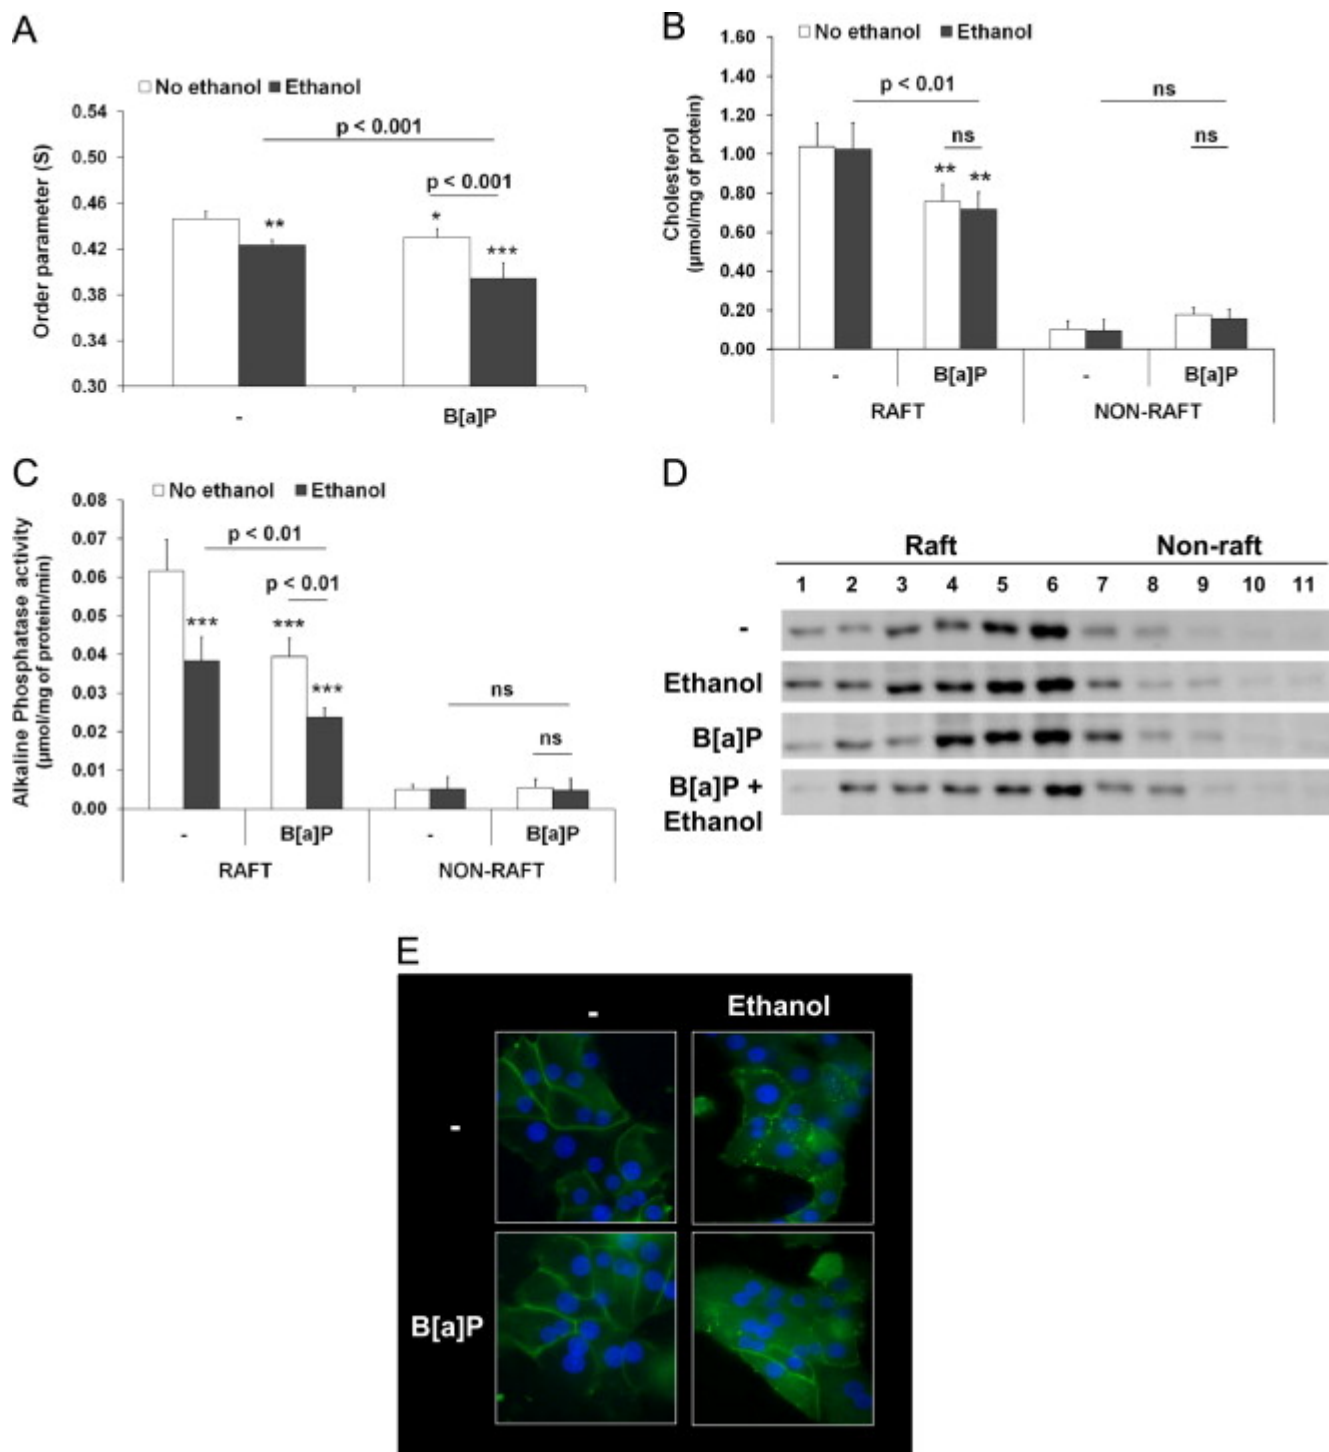 A
No ethanol Ethanol
Order parameter (S)
0.54
0.50
0.46
0.42
0.38
0.34
0.30
p < 0.001
p < 0.001
**
*
***
-
B[a]P
B
No ethanol Ethanol
Cholesterol
(µmol/mg of protein)
1.60
1.40
1.20
1.00
0.80
0.60
0.40
0.20
0.00
p < 0.01
ns
ns
ns
**
**
-
B[a]P
-
B[a]P
RAFT
NON-RAFT
C
No ethanol Ethanol
Alkaline Phosphatase activity
(µmol/mg of protein/min)
0.08
0.07
0.06
0.05
0.04
0.03
0.02
0.01
0.00
p < 0.01
p < 0.01
***
***
***
ns
ns
-
B[a]P
-
B[a]P
RAFT
NON-RAFT
D
Raft Non-raft
1 2 3 4 5 6 7 8 9 10 11
-
Ethanol
B[a]P
B[a]P +
Ethanol
E
- Ethanol
-
B[a]P